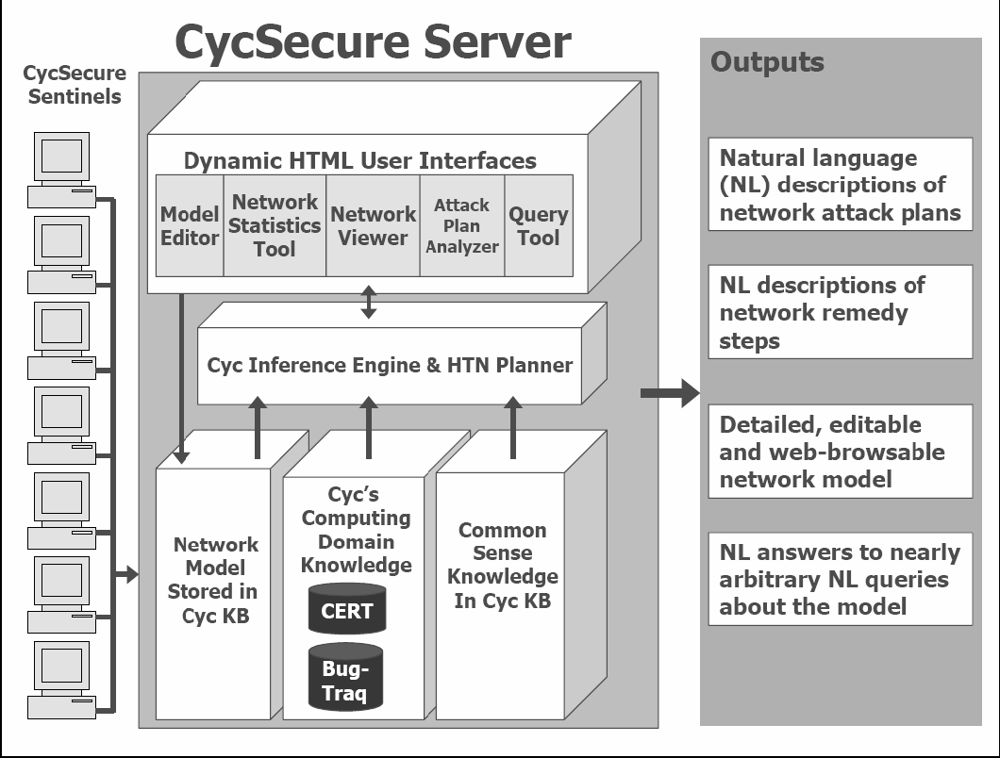 CycSecure Server
CycSecure
Sentinels
Dynamic HTML User Interfaces
Model
Editor
Network
Statistics
Tool
Network
Viewer
Attack
Plan
Analyzer
Query
Tool
Cyc Inference Engine & HTN Planner
Network
Model
Stored in
Cyc KB
Cyc's
Computing
Domain
Knowledge
CERT
Bug-
Traq
Common
Sense
Knowledge
In Cyc KB
Outputs
Natural language
(NL) descriptions of
network attack plans
NL descriptions of
network remedy
steps
Detailed, editable
and web-browsable
network model
NL answers to nearly
arbitrary NL queries
about the model